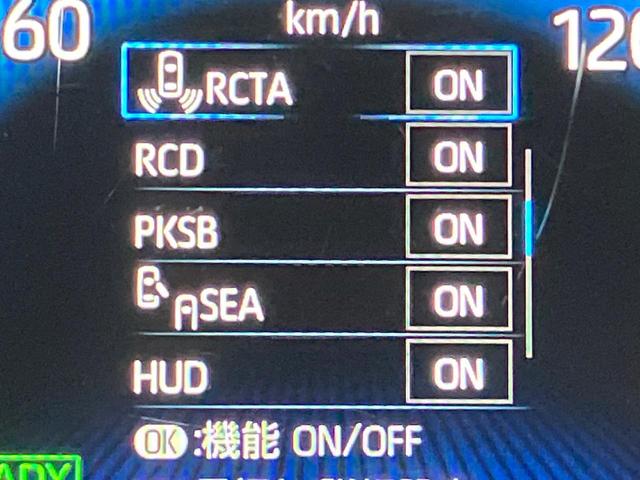 60 km/h 120
RCTA ON
RCD ON
PKSB ON
SEA ON
HUD ON
OK:機能 ON/OFF